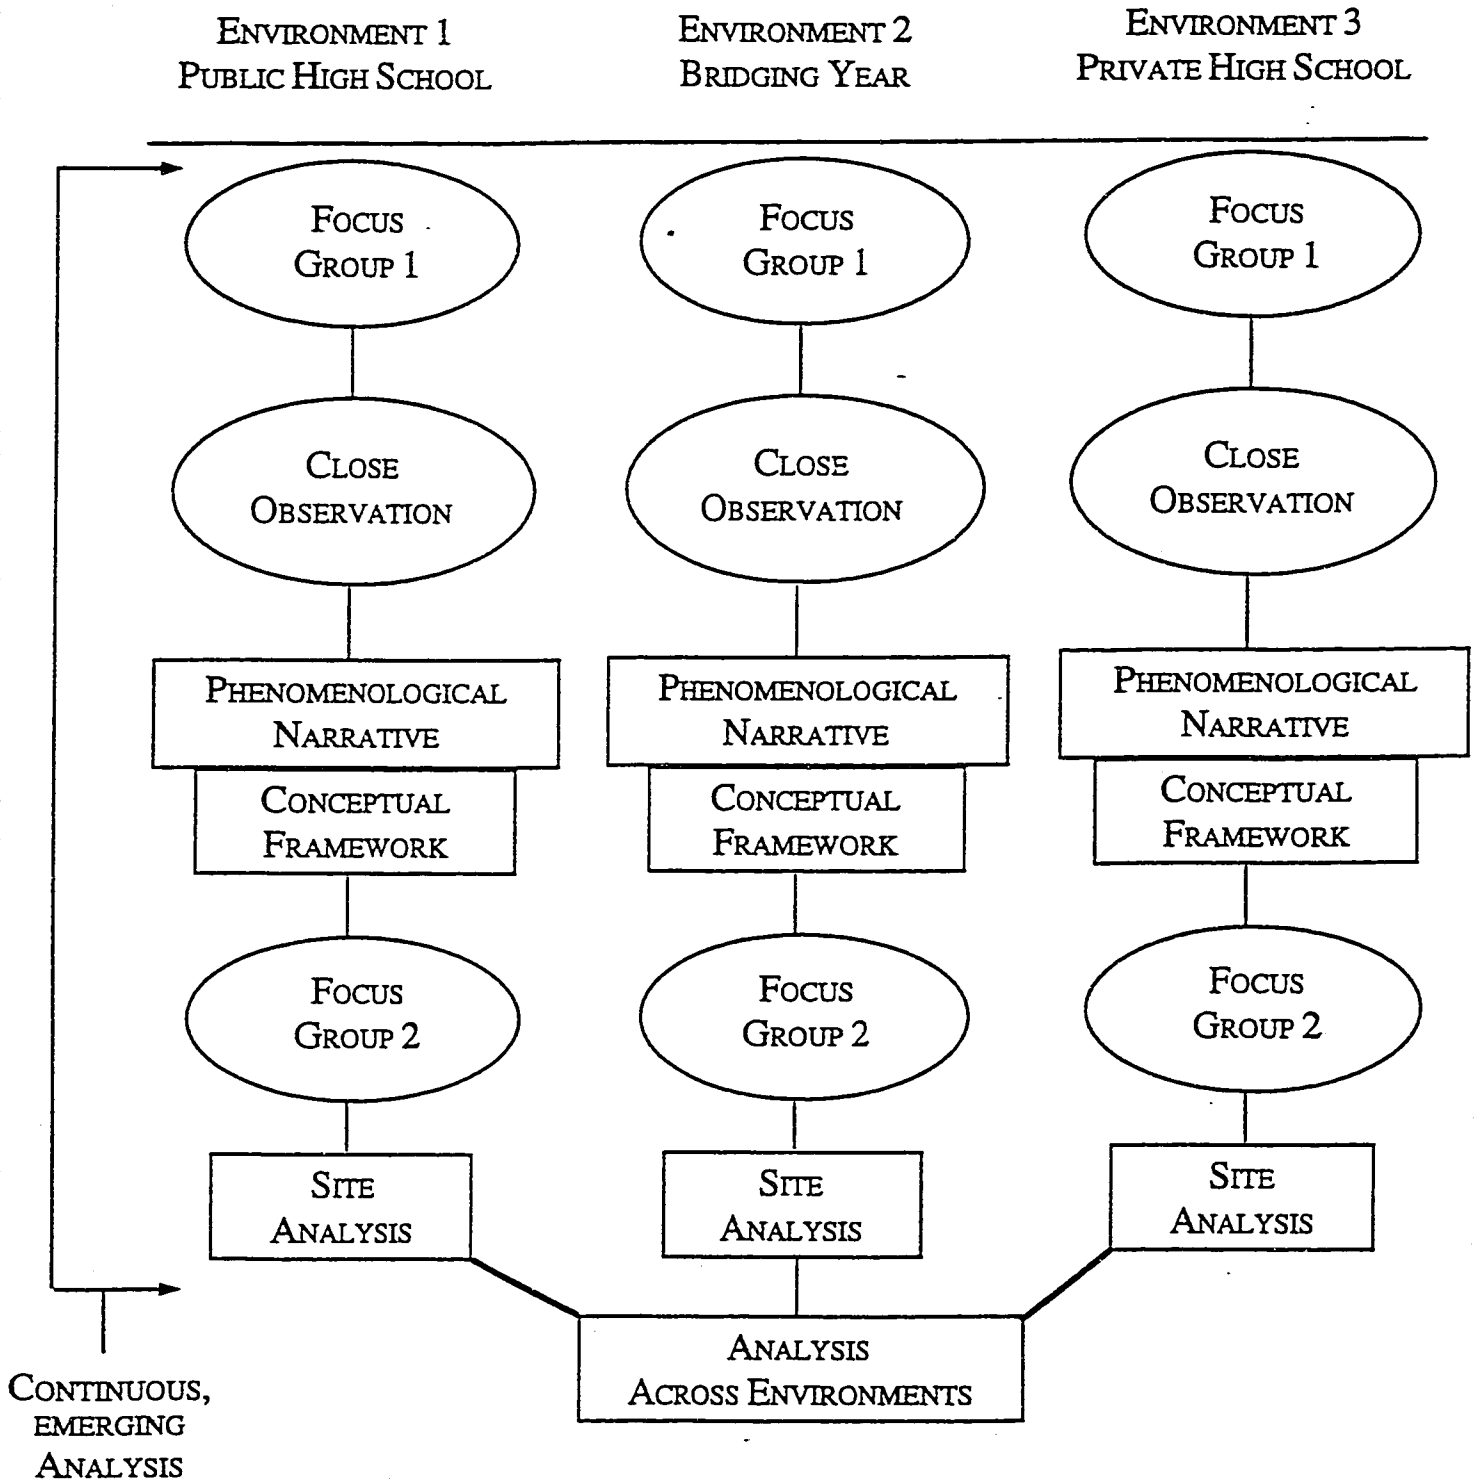 ENVIRONMENT 1
PUBLIC HIGH SCHOOL
ENVIRONMENT 2
BRIDGING YEAR
ENVIRONMENT 3
PRIVATE HIGH SCHOOL
FOCUS
GROUP 1
FOCUS
GROUP 1
FOCUS
GROUP 1
CLOSE
OBSERVATION
CLOSE
OBSERVATION
CLOSE
OBSERVATION
PHENOMENOLOGICAL
NARRATIVE
PHENOMENOLOGICAL
NARRATIVE
PHENOMENOLOGICAL
NARRATIVE
CONCEPTUAL
FRAMEWORK
CONCEPTUAL
FRAMEWORK
CONCEPTUAL
FRAMEWORK
FOCUS
GROUP 2
FOCUS
GROUP 2
FOCUS
GROUP 2
SITE
ANALYSIS
SITE
ANALYSIS
SITE
ANALYSIS
ANALYSIS
ACROSS ENVIRONMENTS
CONTINUOUS,
EMERGING
ANALYSIS